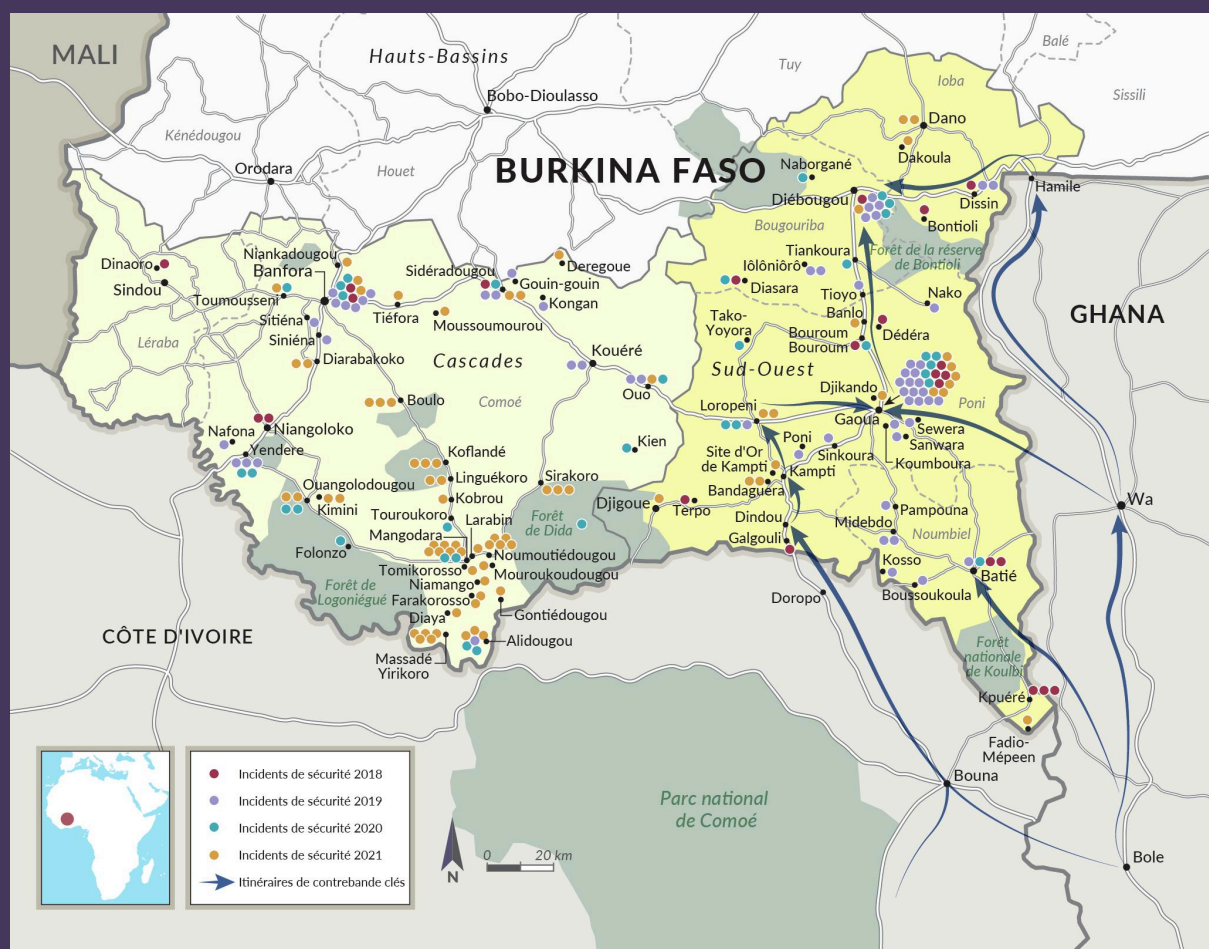 MALI
Hauts-Bassins
Tuy
Balé
Ioba
Sissili
Bobo-Dioulasso
Kénédougou
Dano
Orodara
Houet
BURKINA FASO
Naborgané
Dakoula
Hamile
Diébougou
Dissin
Bougouriba
Bontioli
Niankadougou
Banfora
Dinaoro
Sindou
Toumousseni
Sidéradougou
Deregoue
Gouin-gouin
Kongan
Tiankoura
Forêt de la réserve
de Bontioli
Iôlôniôrô
Diasara
Tioyo
Nako
GHANA
Sitiéna
Siniéna
Tiéfora
Moussoumourou
Tako-
Yoyora
Banlo
Bouroum
Bouroum
Dédéra
Léraba
Diarabakoko
Cascades
Kouéré
Sud-Ouest
Ouo
Djikando
Poni
Boulo
Comoé
Loropeni
Gaoua
Sewera
Sanwara
Koumboura
Nafona
Niangoloko
Yendere
Kien
Poni
Sinkoura
Site d'Or
de Kampti
Kampti
Bandaguéra
Koflandé
Linguékoro
Sirakoro
Ouangolodougou
Kimini
Kobrou
Touroukoro
Larabin
Mangodara
Forêt
de Dida
Djigoue
Terpo
Dindou
Galgouli
Pampouna
Midebdo
Noumbiel
Wa
Folonzo
Noumoutiédougou
Tomikorosso
Mouroukoudougou
Niamango
Farakorosso
Diaya
Gontiédougou
Forêt de
Logoniégué
Kosso
Batié
Boussoukoula
Doropo
CÔTE D'IVOIRE
Alidougou
Massadé
Yirikoro
Forêt
nationale
de Koulbi
Kpuéré
Fadio-
Mépeen
Bouna
Parc national
de Comoé
Bole
Incidents de sécurité 2018
Incidents de sécurité 2019
Incidents de sécurité 2020
Incidents de sécurité 2021
Itinéraires de contrebande clés
0 20 km
N